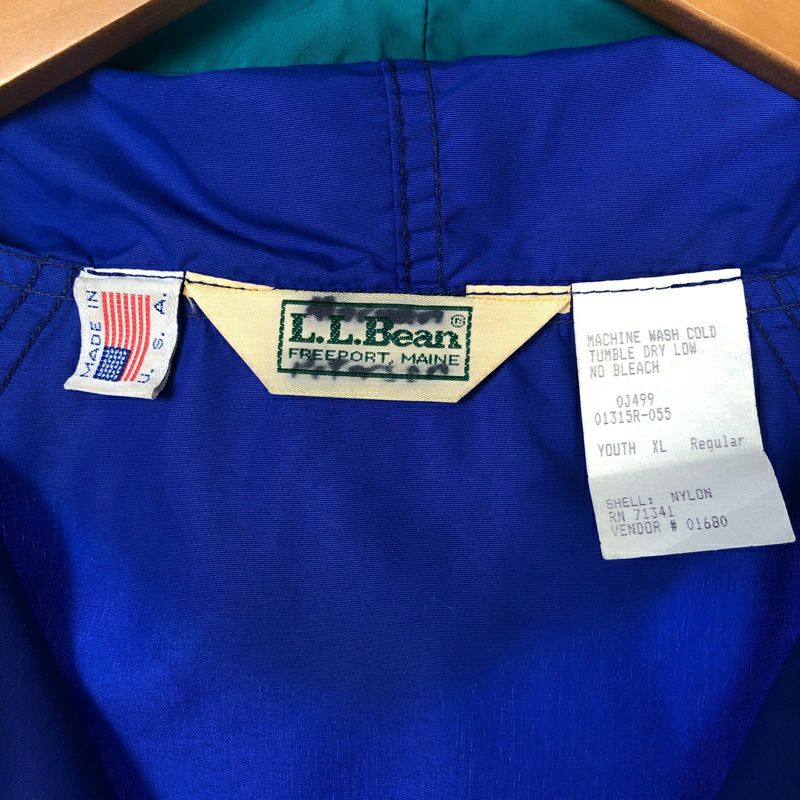 MADE IN
U. S. A.
L.L.Bean®
FREEPORT, MAINE
MACHINE WASH COLD
TUMBLE DRY LOW
NO BLEACH
0J499
01315R-055
YOUTH XL Regular
SHELL: NYLON
RN 71341
VENDOR # 01680